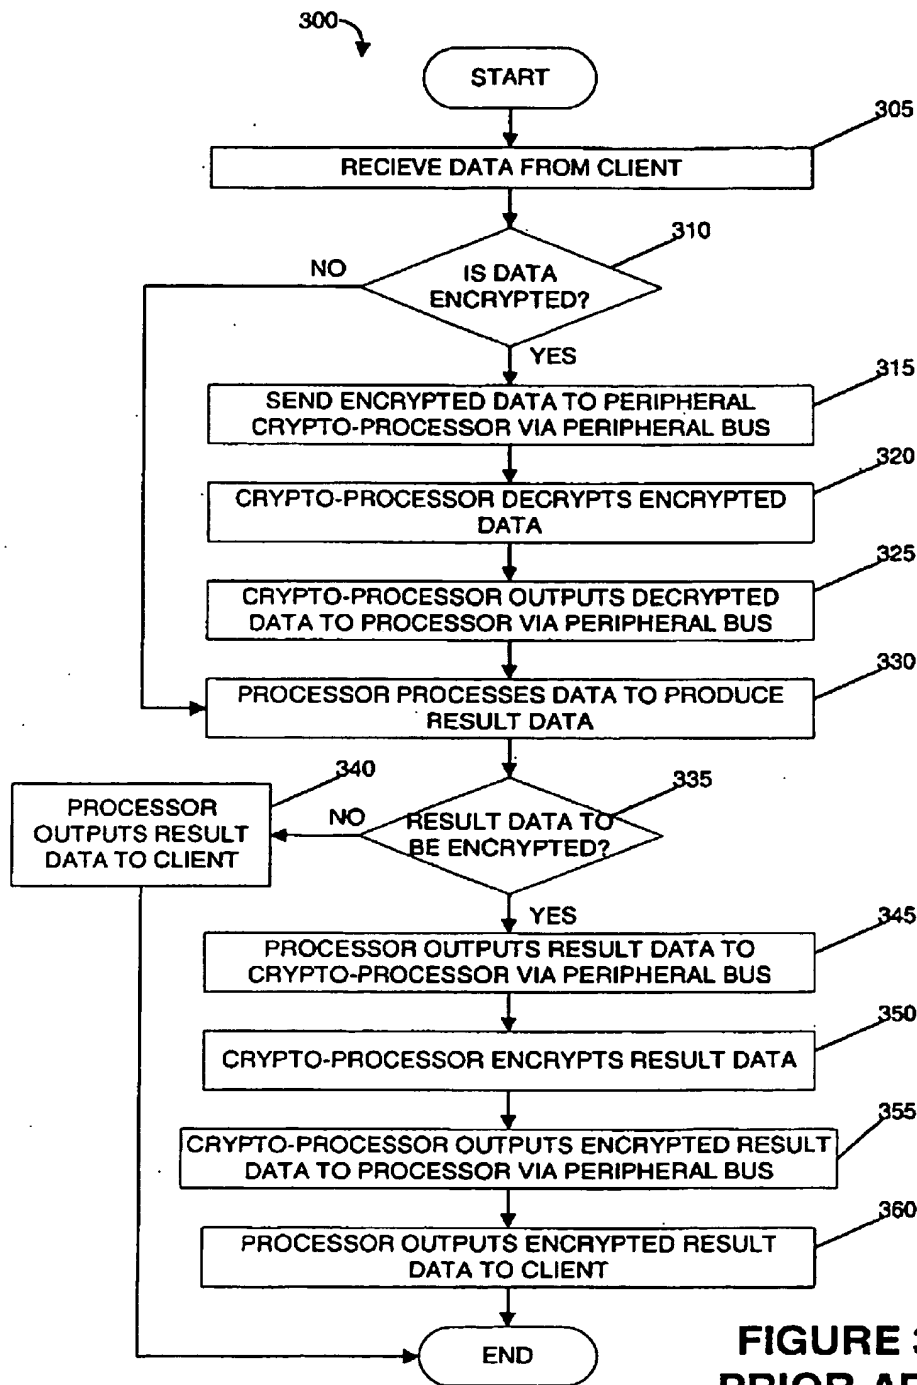 300
START
305
RECIEVE DATA FROM CLIENT
310
NO
IS DATA
ENCRYPTED?
YES
315
SEND ENCRYPTED DATA TO PERIPHERAL
CRYPTO-PROCESSOR VIA PERIPHERAL BUS
320
CRYPTO-PROCESSOR DECRYPTS ENCRYPTED
DATA
325
CRYPTO-PROCESSOR OUTPUTS DECRYPTED
DATA TO PROCESSOR VIA PERIPHERAL BUS
330
PROCESSOR PROCESSES DATA TO PRODUCE
RESULT DATA
335
RESULT DATA TO
BE ENCRYPTED?
NO
340
PROCESSOR
OUTPUTS RESULT
DATA TO CLIENT
YES
345
PROCESSOR OUTPUTS RESULT DATA TO
CRYPTO-PROCESSOR VIA PERIPHERAL BUS
350
CRYPTO-PROCESSOR ENCRYPTS RESULT DATA
355
CRYPTO-PROCESSOR OUTPUTS ENCRYPTED RESULT
DATA TO PROCESSOR VIA PERIPHERAL BUS
360
PROCESSOR OUTPUTS ENCRYPTED RESULT
DATA TO CLIENT
END
FIGURE 3
PRIOR AR